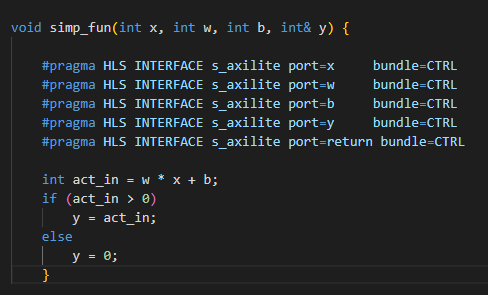 void simp_fun(int x, int w, int b, int& y) {
#pragma HLS INTERFACE s_axilite port=x bundle=CTRL
#pragma HLS INTERFACE s_axilite port=w bundle=CTRL
#pragma HLS INTERFACE s_axilite port=b bundle=CTRL
#pragma HLS INTERFACE s_axilite port=y bundle=CTRL
#pragma HLS INTERFACE s_axilite port=return bundle=CTRL
int act_in = w * x + b;
if (act_in > 0)
y = act_in;
else
y = 0;
}